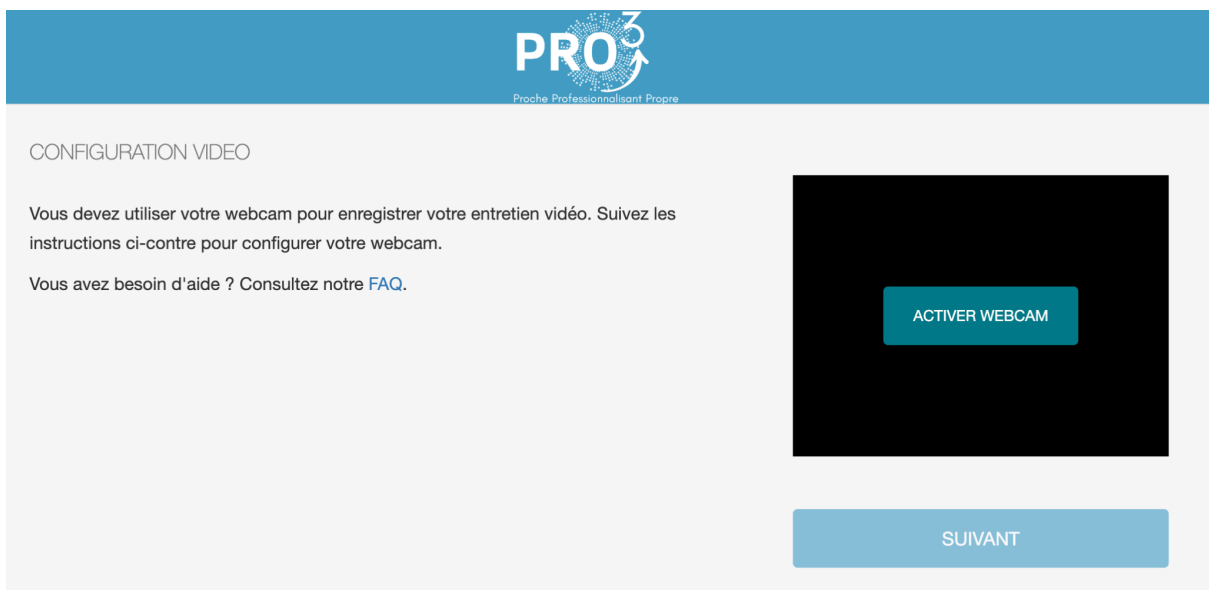 PRO3
Proche Professionnalisant Propre
CONFIGURATION VIDEO
Vous devez utiliser votre webcam pour enregistrer votre entretien vidéo. Suivez les
instructions ci-contre pour configurer votre webcam.
Vous avez besoin d'aide ? Consultez notre FAQ.
ACTIVER WEBCAM
SUIVANT